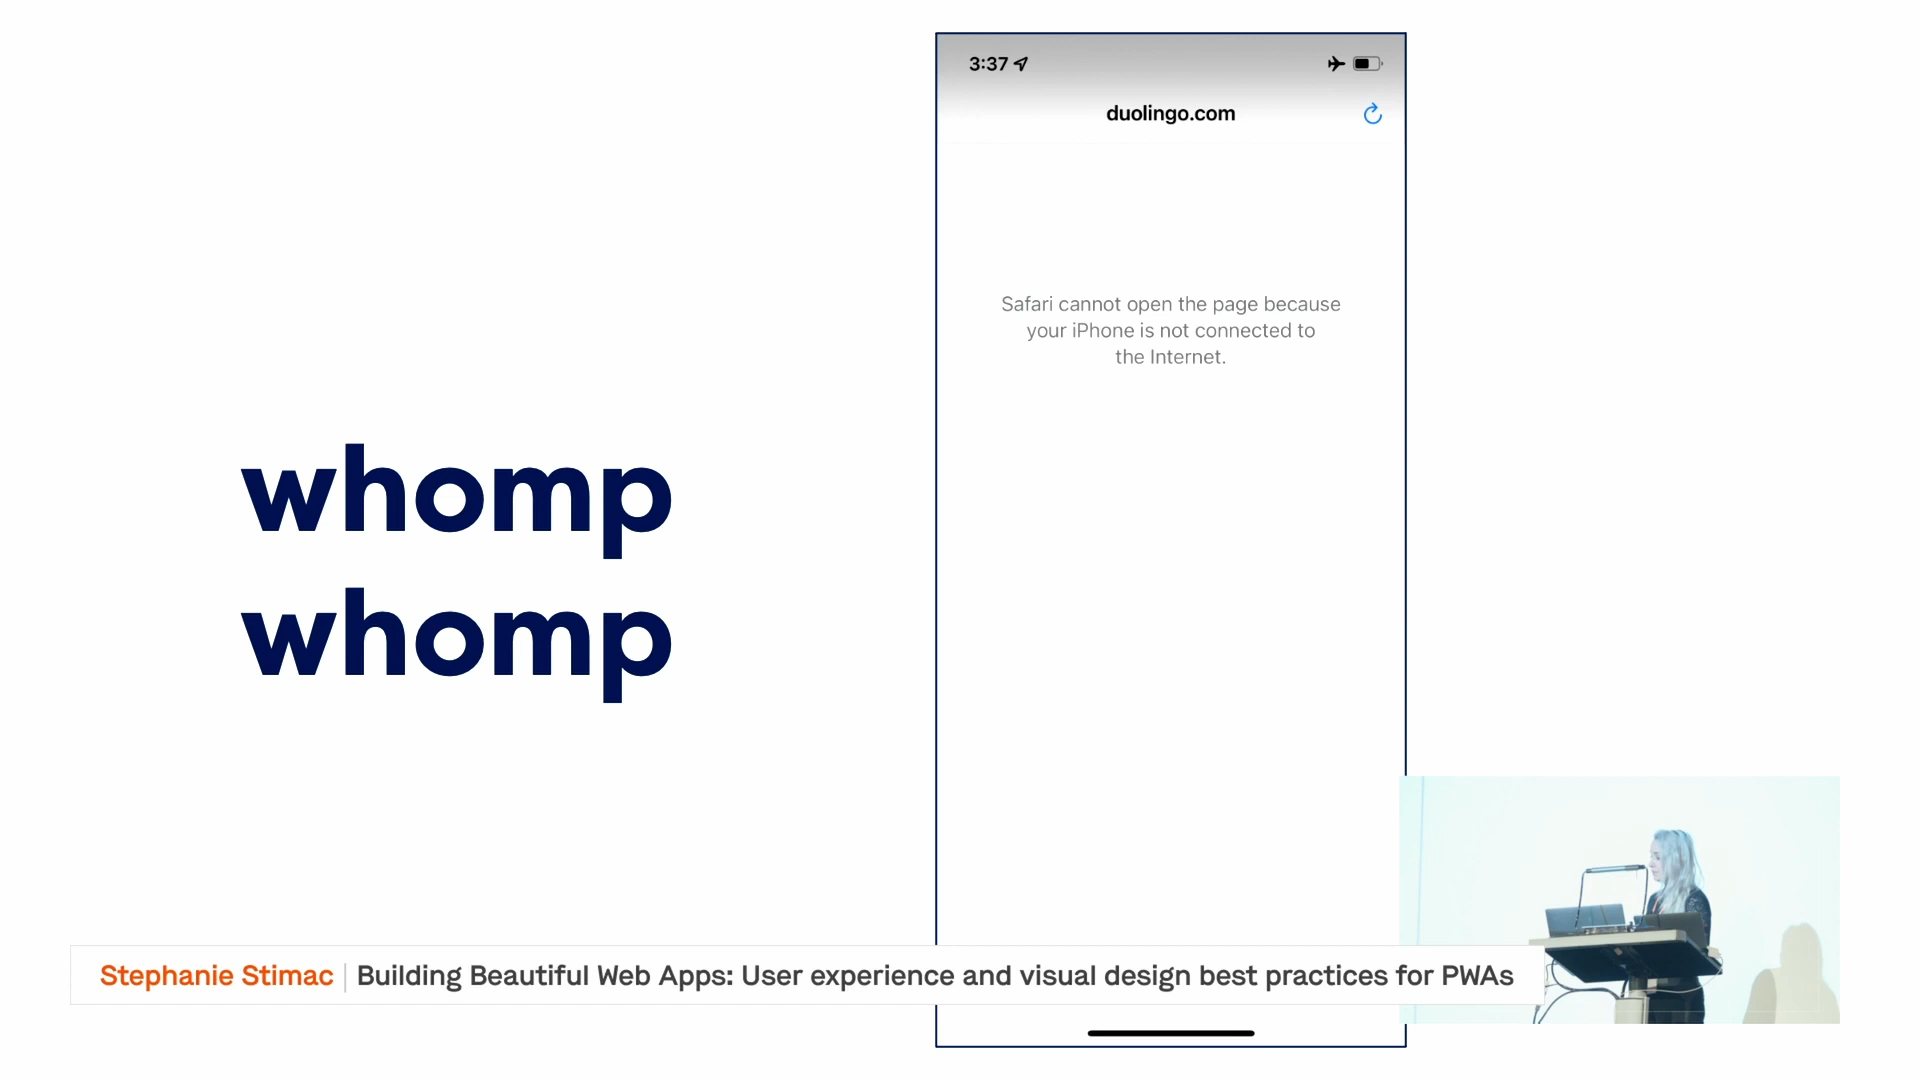 3:37
duolingo.com
Safari cannot open the page because
your iPhone is not connected to
the Internet.
whomp
whomp
Stephanie Stimac | Building Beautiful Web Apps: User experience and visual design best practices for PWAs